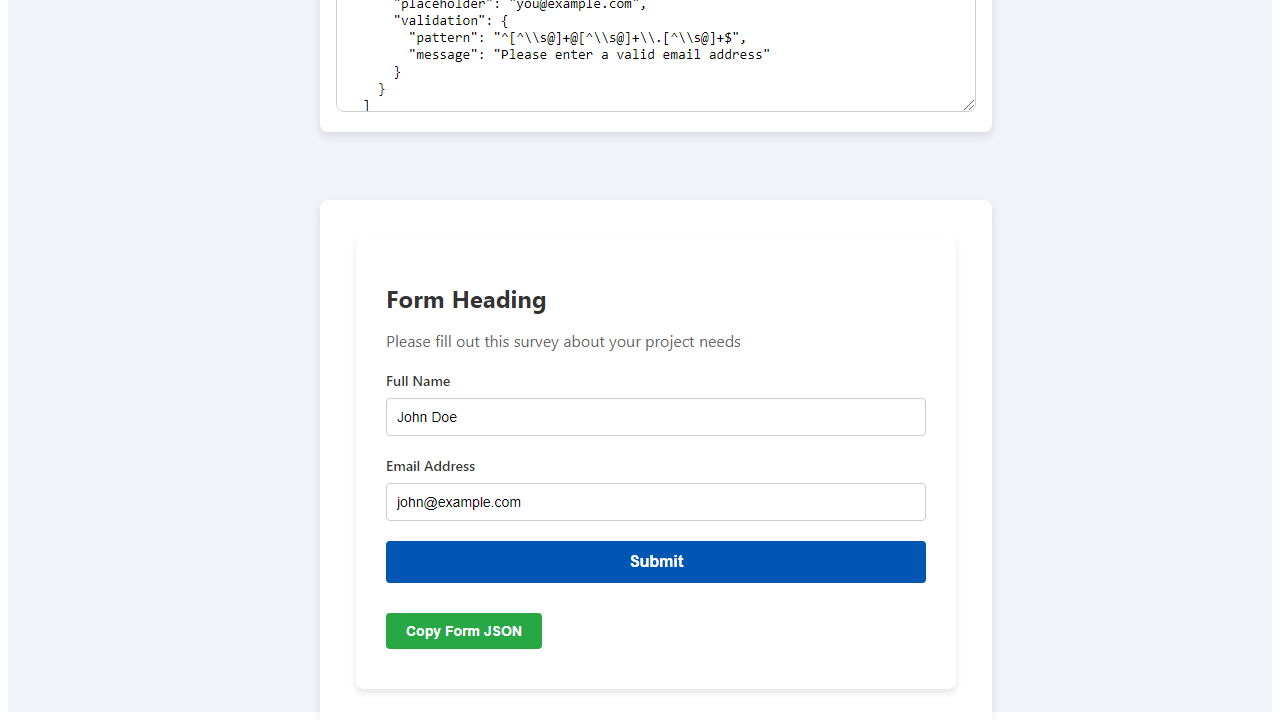 "placeholder": "you@example.com",
"validation": {
"pattern": "^[^\\s@]+@[^\\s@]+\\.[^\\s@]+$",
"message": "Please enter a valid email address"
}
}
]
Form Heading
Please fill out this survey about your project needs
Full Name
John Doe
Email Address
john@example.com
Submit
Copy Form JSON